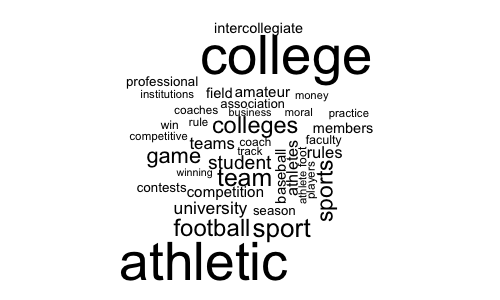 intercollegiate
college
professional
institutions
field
amateur
money
association
coaches
business
moral
practice
win
rule
colleges
members
competitive
teams
coach
faculty
track
game
student
rules
winning
team
baseball
athletes
athlete foot
players
sports
contests
competition
university
season
football
sport
athletic